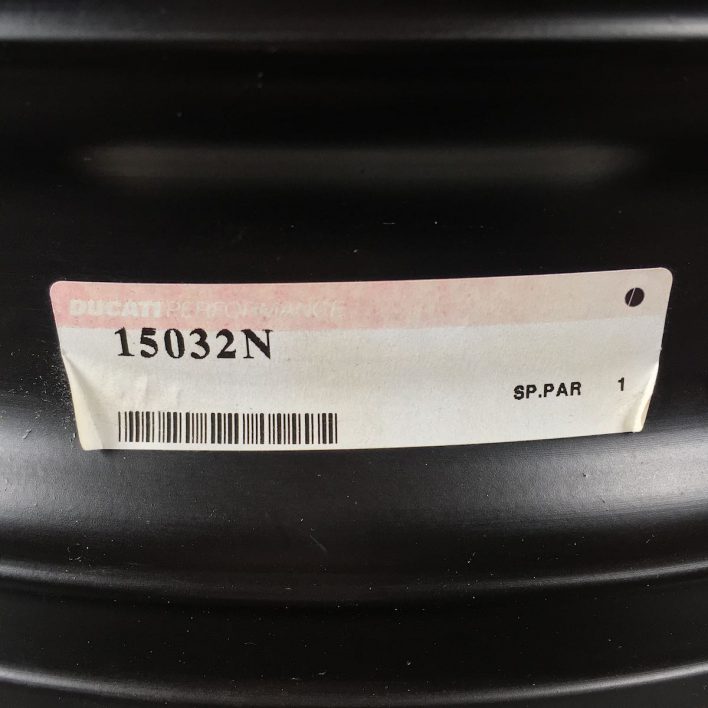 DUCATI PERFORMANCE
15032N
SP.PAR 1